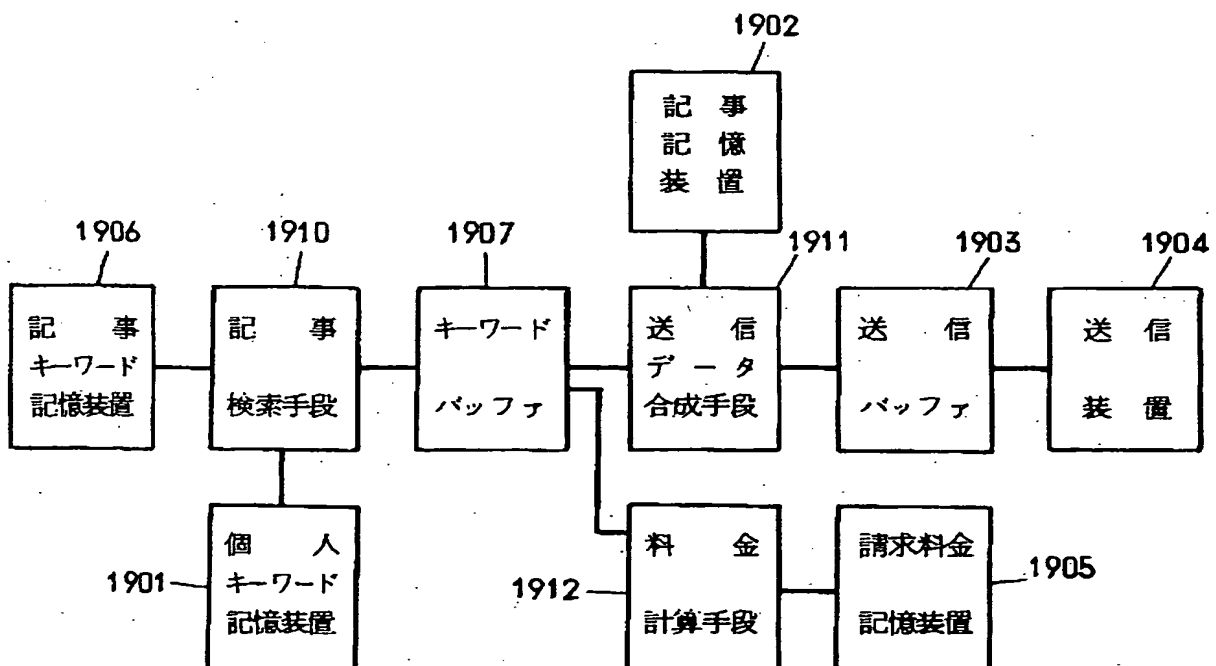 1902
記事
記憶
装置
1906
1910
1907
1911
1903
1904
記事
キーワード
記憶装置
記事
検索手段
キーワード
バッファ
送信
データ
合成手段
送信
バッファ
送信
装置
1901
個人
キーワード
記憶装置
1912
料金
計算手段
請求料金
記憶装置
1905